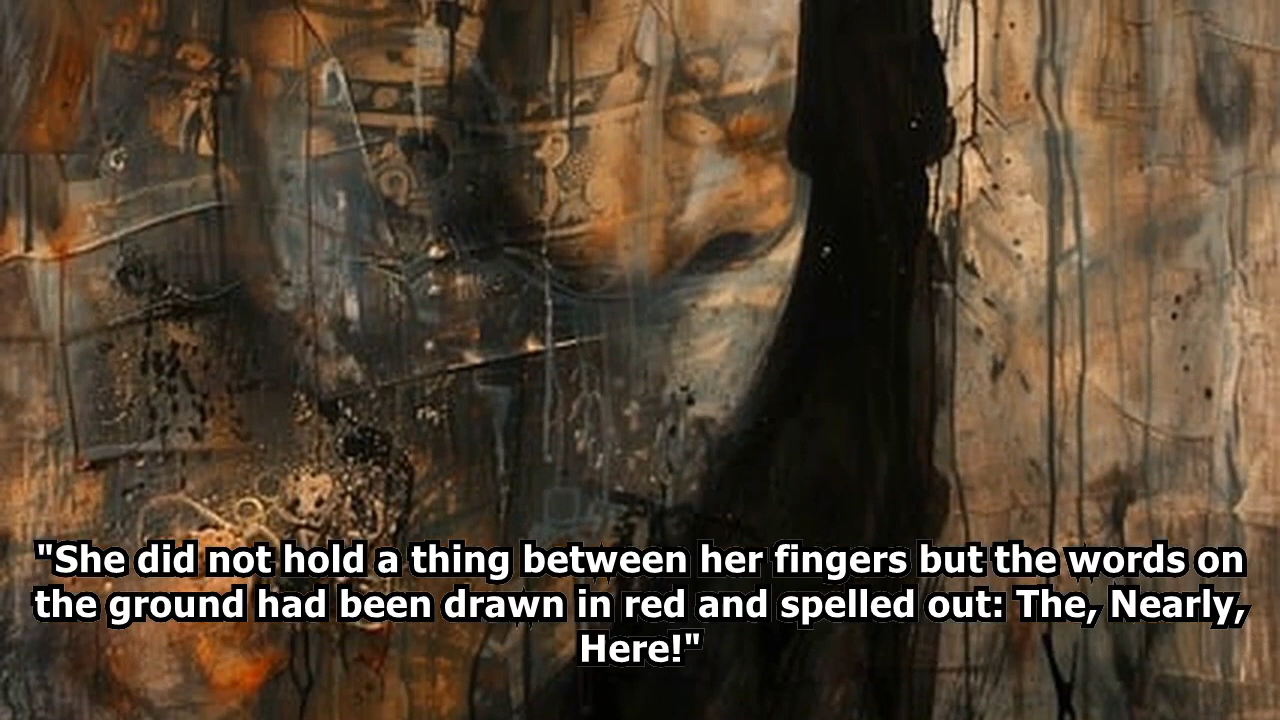 "She did not hold a thing between her fingers but the words on
the ground had been drawn in red and spelled out: The, Nearly,
Here!"